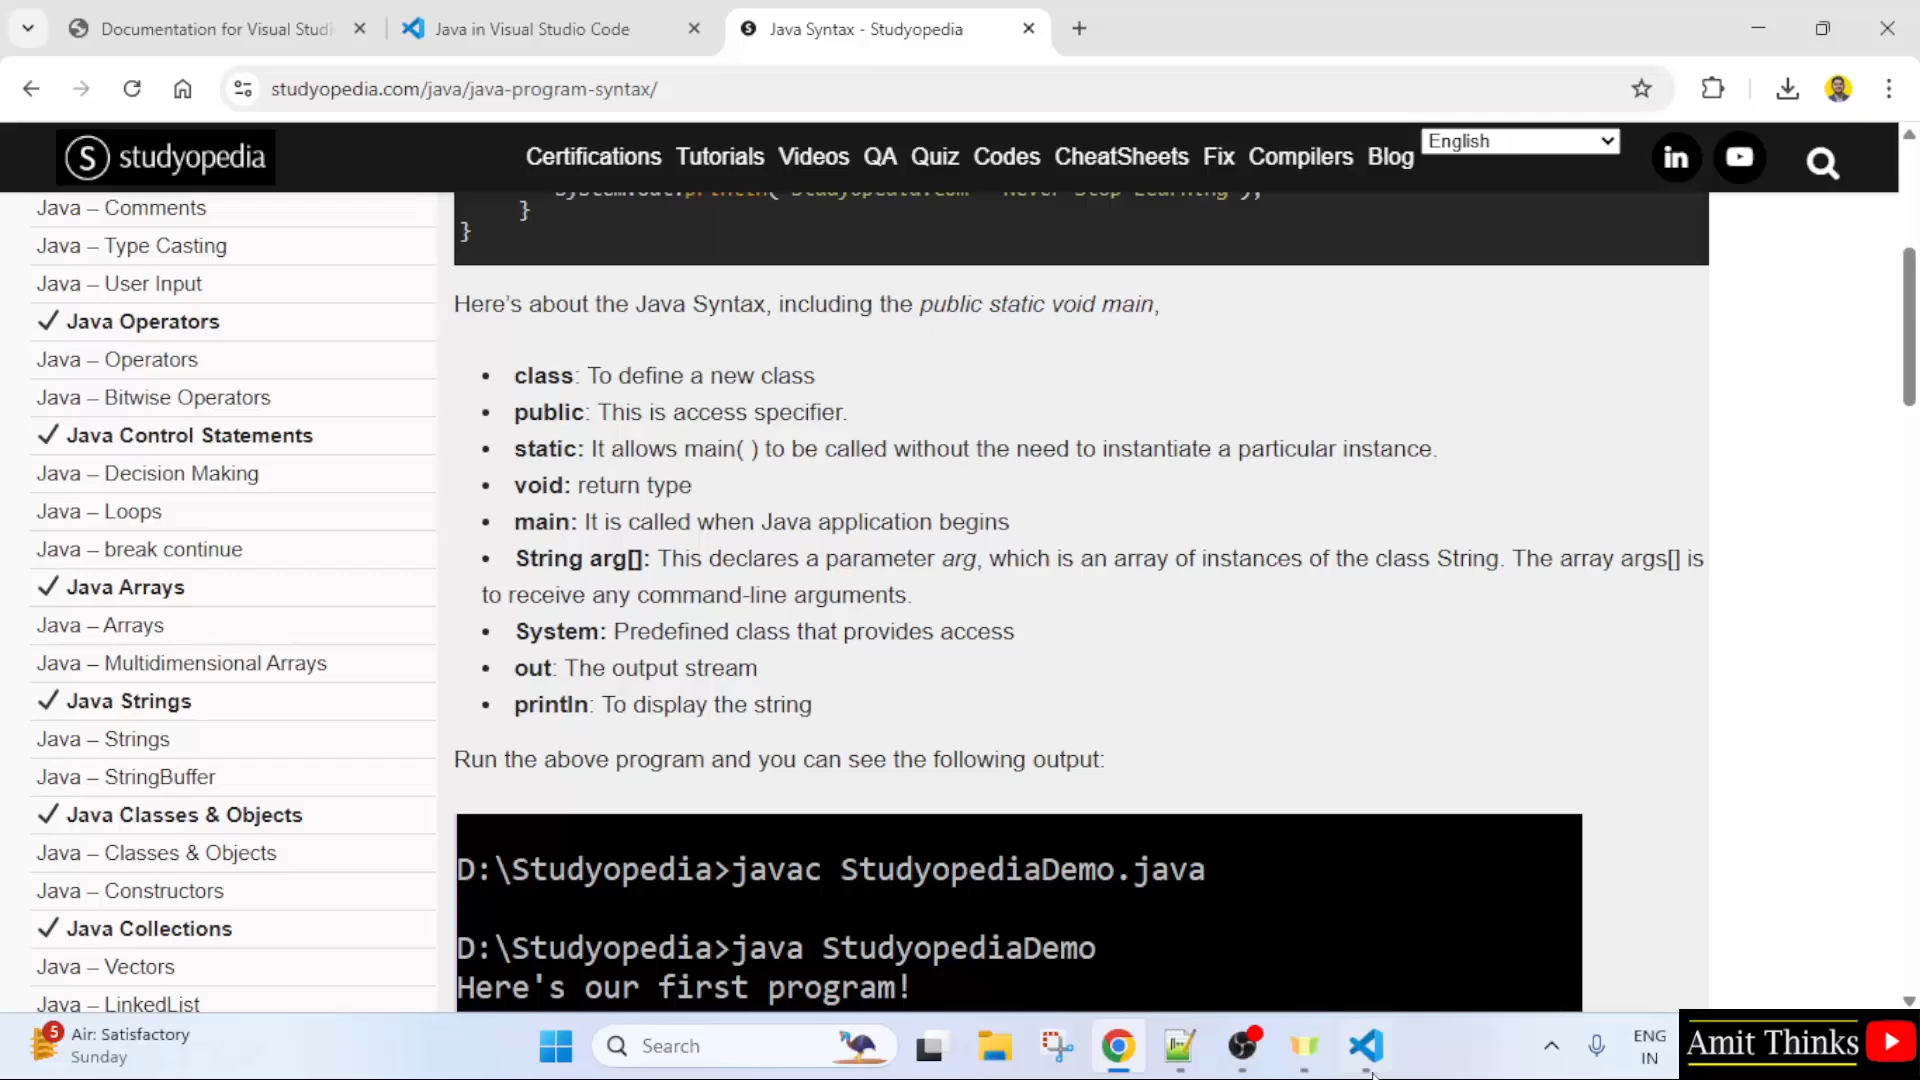 Documentation for Visual Studi
Java in Visual Studio Code
Java Syntax - Studyopedia
studyopedia.com/java/java-program-syntax/
S studyopedia
Certifications Tutorials Videos QA Quiz Codes CheatSheets Fix Compilers Blog
English
in
System.out.println("Studyopedia.com - Never Stop Learning");
}
}
Java – Comments
Java – Type Casting
Java – User Input
✓ Java Operators
Java – Operators
Java – Bitwise Operators
✓ Java Control Statements
Java – Decision Making
Java – Loops
Java – break continue
✓ Java Arrays
Java – Arrays
Java – Multidimensional Arrays
✓ Java Strings
Java – Strings
Java – StringBuffer
✓ Java Classes & Objects
Java – Classes & Objects
Java – Constructors
✓ Java Collections
Java – Vectors
Java – LinkedList
Here's about the Java Syntax, including the public static void main,
• class: To define a new class
• public: This is access specifier.
• static: It allows main( ) to be called without the need to instantiate a particular instance.
• void: return type
• main: It is called when Java application begins
• String arg[]: This declares a parameter arg, which is an array of instances of the class String. The array args[] is
to receive any command-line arguments.
• System: Predefined class that provides access
• out: The output stream
• println: To display the string
Run the above program and you can see the following output:
D:\Studyopedia>javac StudyopediaDemo.java
D:\Studyopedia>java StudyopediaDemo
Here's our first program!
5
Air: Satisfactory
Sunday
Search
ENG
IN
Amit Thinks